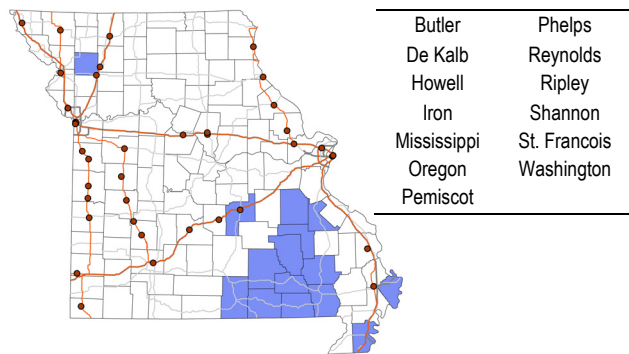 Butler Phelps
De Kalb Reynolds
Howell Ripley
Iron Shannon
Mississippi St. Francois
Oregon Washington
Pemiscot